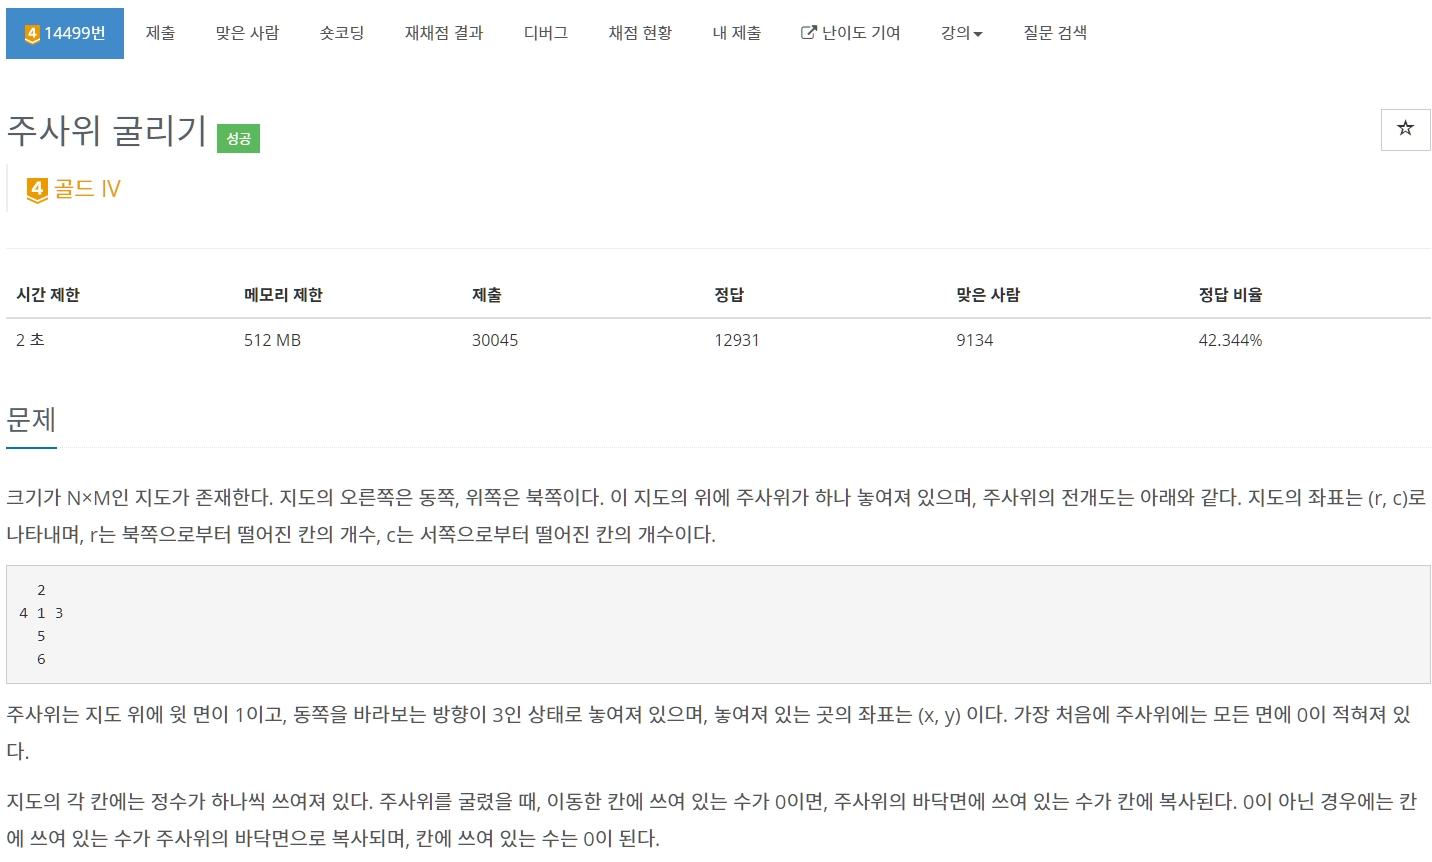 4 14499번 제출 맞은 사람 숏코딩 재채점 결과 디버그 채점 현황 내 제출 난이도 기여 강의 질문 검색
주사위 굴리기 성공
4 골드 IV
시간 제한 메모리 제한 제출 정답 맞은 사람 정답 비율
2 초 512 MB 30045 12931 9134 42.344%
문제
크기가 N×M인 지도가 존재한다. 지도의 오른쪽은 동쪽, 위쪽은 북쪽이다. 이 지도의 위에 주사위가 하나 놓여져 있으며, 주사위의 전개도는 아래와 같다. 지도의 좌표는 (r, c)로
나타내며, r는 북쪽으로부터 떨어진 칸의 개수, c는 서쪽으로부터 떨어진 칸의 개수이다.
2
4 1 3
5
6
주사위는 지도 위에 윗 면이 1이고, 동쪽을 바라보는 방향이 3인 상태로 놓여져 있으며, 놓여져 있는 곳의 좌표는 (x, y) 이다. 가장 처음에 주사위에는 모든 면에 0이 적혀져 있
다.
지도의 각 칸에는 정수가 하나씩 쓰여져 있다. 주사위를 굴렸을 때, 이동한 칸에 쓰여 있는 수가 0이면, 주사위의 바닥면에 쓰여 있는 수가 칸에 복사된다. 0이 아닌 경우에는 칸
에 쓰여 있는 수가 주사위의 바닥면으로 복사되며, 칸에 쓰여 있는 수는 0이 된다.